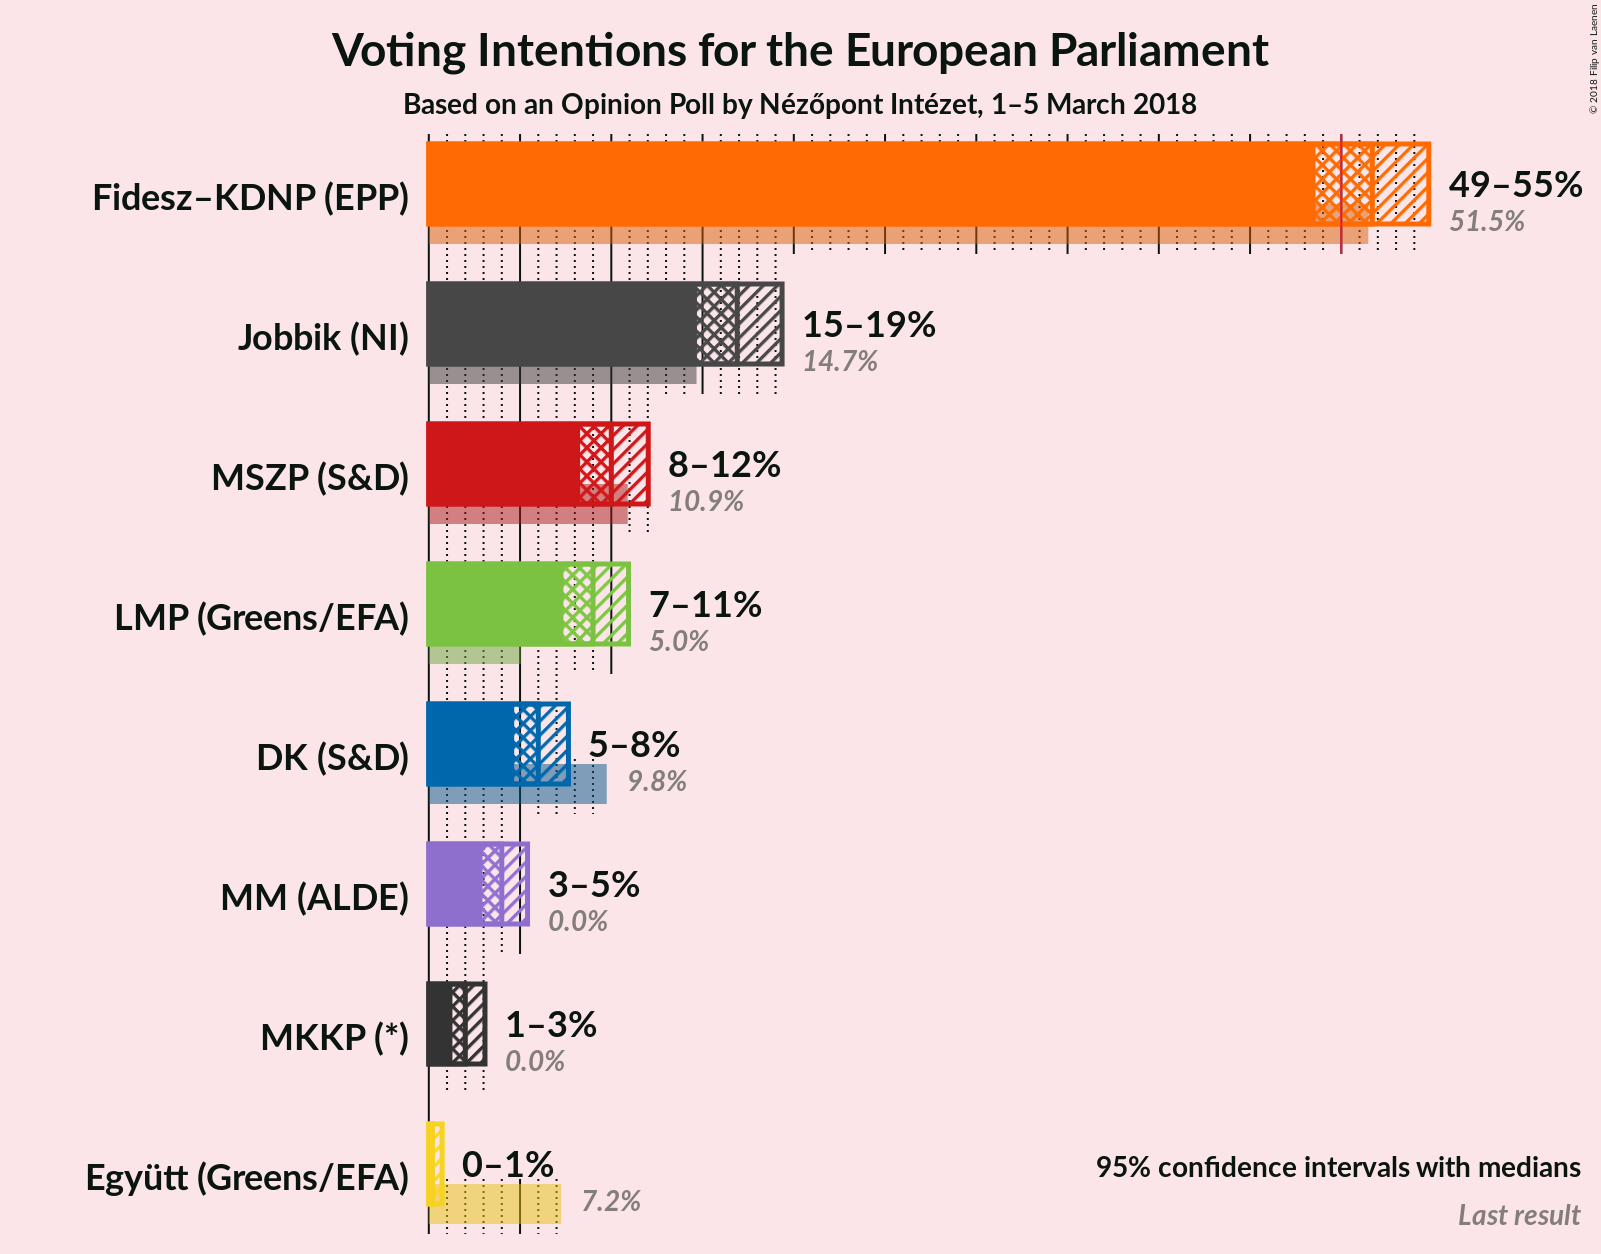 Voting Intentions for the European Parliament
Based on an Opinion Poll by Nézőpont Intézet, 1–5 March 2018
© 2018 Filip van Laenen
Fidesz–KDNP (EPP)
49–55%
51.5%
Jobbik (NI)
15–19%
14.7%
MSZP (S&D)
8–12%
10.9%
LMP (Greens/EFA)
7–11%
5.0%
DK (S&D)
5–8%
9.8%
MM (ALDE)
3–5%
0.0%
MKKP (*)
1–3%
0.0%
Együtt (Greens/EFA)
0–1%
7.2%
95% confidence intervals with medians
Last result